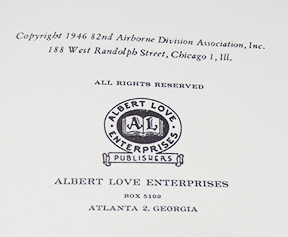 Copyright 1946 82nd Airborne Division Association, Inc.
188 West Randolph Street, Chicago 1, Ill.
ALL RIGHTS RESERVED
ALBERT LOVE
AL
ENTERPRISES
PUBLISHERS
ALBERT LOVE ENTERPRISES
BOX 5109
ATLANTA 2, GEORGIA